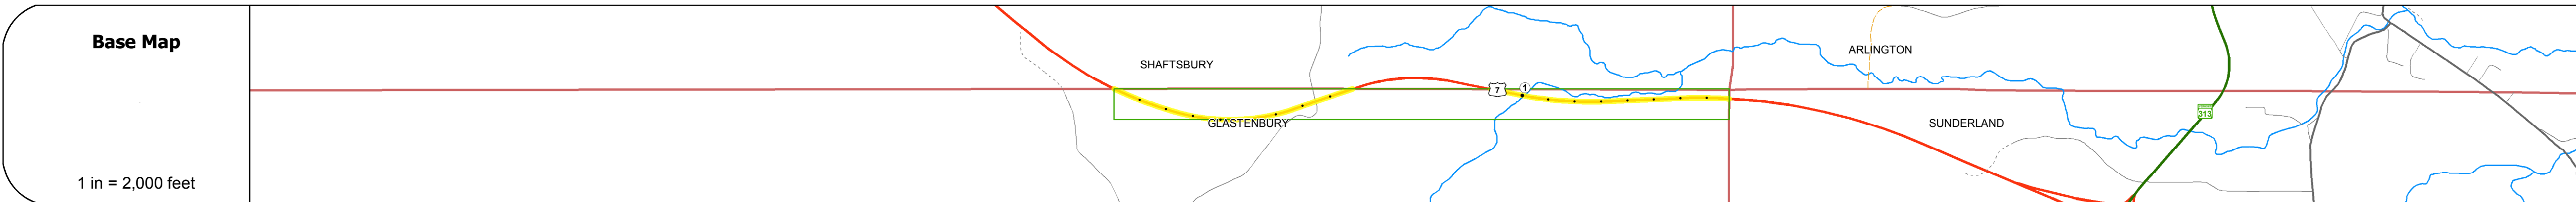 Base Map
1 in = 2,000 feet
SHAFTSBURY
GLASTENBURY
7
1
ARLINGTON
SUNDERLAND
313